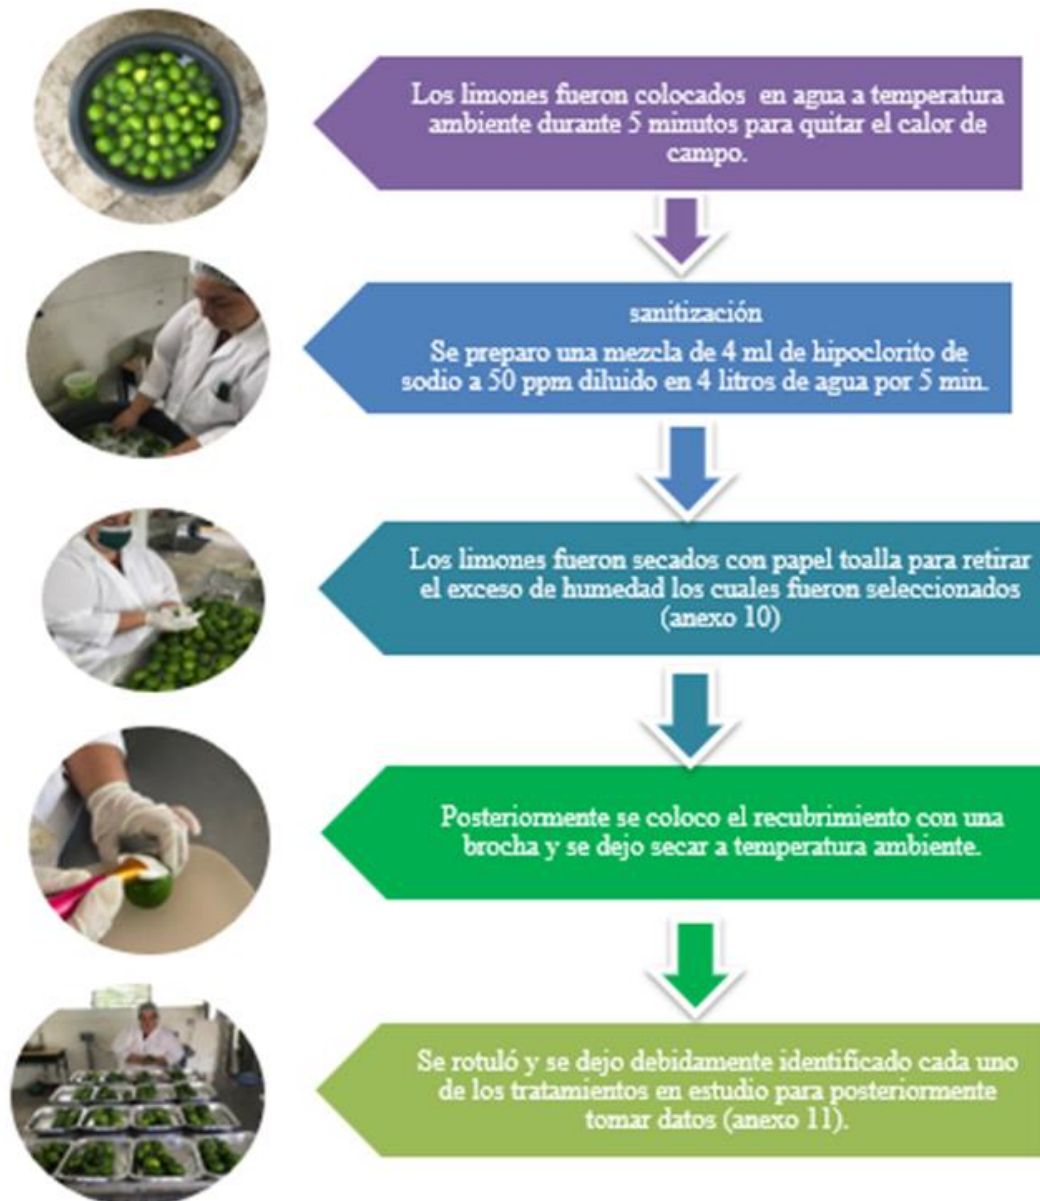 Los limones fueron colocados en agua a temperatura
ambiente durante 5 minutos para quitar el calor de
campo.
sanitización
Se preparo una mezcla de 4 ml de hipoclorito de
sodio a 50 ppm diluido en 4 litros de agua por 5 min.
Los limones fueron secados con papel toalla para retirar
el exceso de humedad los cuales fueron seleccionados
(anexo 10)
Posteriormente se coloco el recubrimiento con una
brocha y se dejo secar a temperatura ambiente.
Se rotuló y se dejo debidamente identificado cada uno
de los tratamientos en estudio para posteriormente
tomar datos (anexo 11).